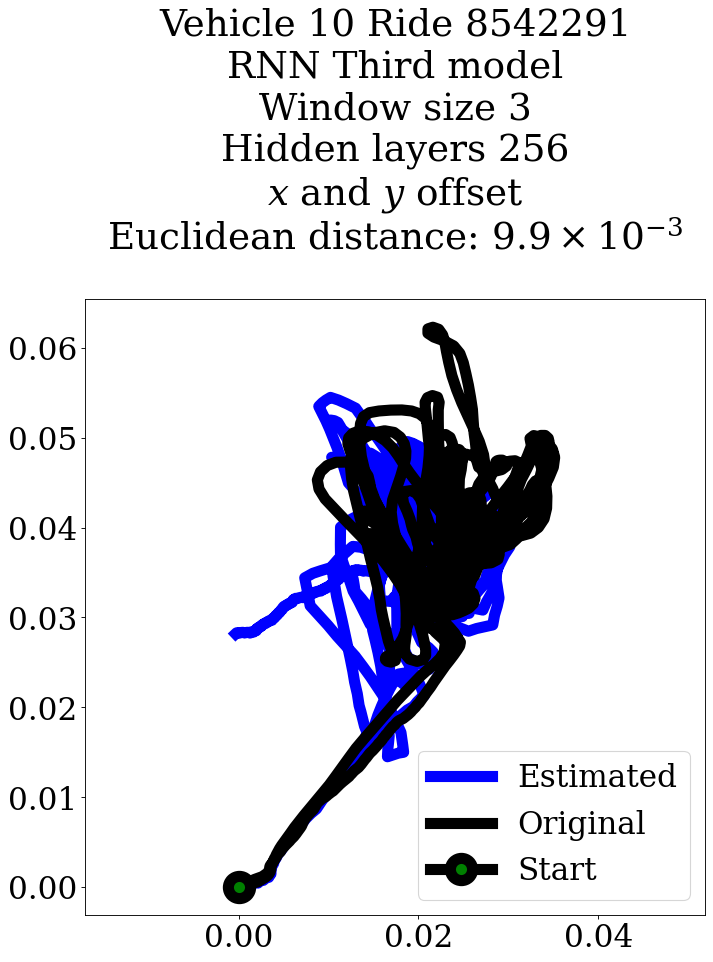 Vehicle 10 Ride 8542291
RNN Third model
Window size 3
Hidden layers 256
x and y offset
Euclidean distance: 9.9 × 10⁻³
0.06
0.05
0.04
0.03
0.02
0.01
0.00
Estimated
Original
Start
0.00 0.02 0.04